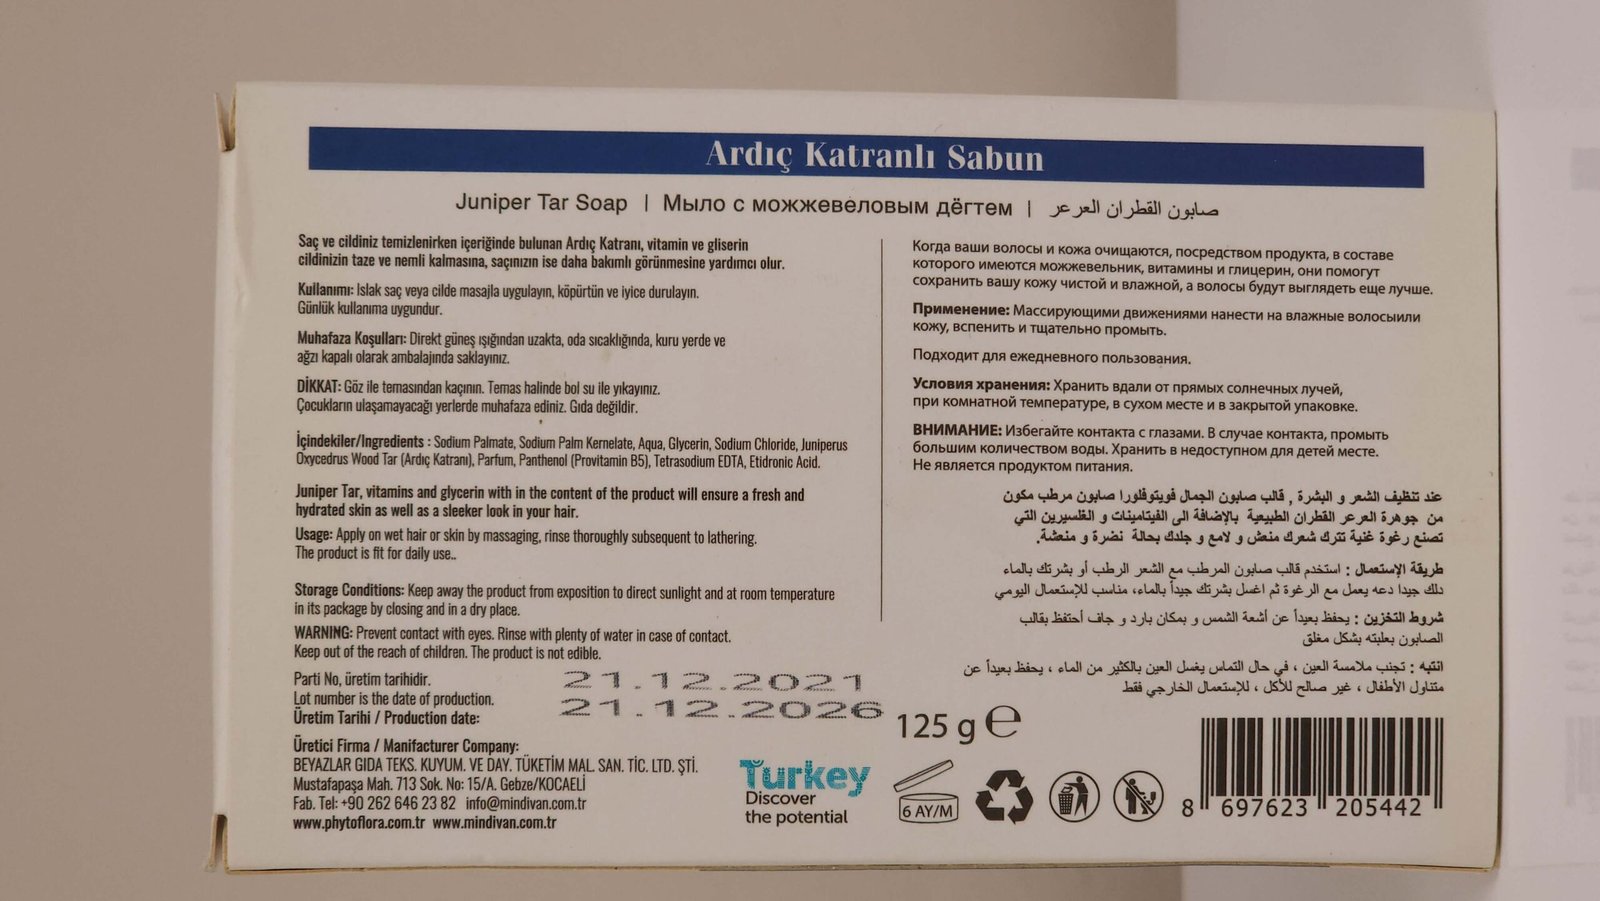 Ardıç Katranlı Sabun
Juniper Tar Soap | Мыло с можжевеловым дёгтем | صابون القطران العرعر
Saç ve cildiniz temizlenirken içeriğinde bulunan Ardıç Katranı, vitamin ve gliserin
cildinizin taze ve nemli kalmasına, saçınızın ise daha bakımlı görünmesine yardımcı olur.
Kullanımı: Islak saç veya cilde masajla uygulayın, köpürtün ve iyice durulayın.
Günlük kullanıma uygundur.
Muhafaza Koşulları: Direkt güneş ışığından uzakta, oda sıcaklığında, kuru yerde ve
ağzı kapalı olarak ambalajında saklayınız.
DİKKAT: Göz ile temasından kaçının. Temas halinde bol su ile yıkayınız.
Çocukların ulaşamayacağı yerlerde muhafaza ediniz. Gıda değildir.
İçindekiler/Ingredients : Sodium Palmate, Sodium Palm Kernelate, Aqua, Glycerin, Sodium Chloride, Juniperus
Oxycedrus Wood Tar (Ardıç Katranı), Parfum, Panthenol (Provitamin B5), Tetrasodium EDTA, Etidronic Acid.
Juniper Tar, vitamins and glycerin with in the content of the product will ensure a fresh and
hydrated skin as well as a sleeker look in your hair.
Usage: Apply on wet hair or skin by massaging, rinse thoroughly subsequent to lathering.
The product is fit for daily use..
Storage Conditions: Keep away the product from exposition to direct sunlight and at room temperature
in its package by closing and in a dry place.
WARNING: Prevent contact with eyes. Rinse with plenty of water in case of contact.
Keep out of the reach of children. The product is not edible.
Parti No, üretim tarihidir.
Lot number is the date of production.
Üretim Tarihi / Production date:
21.12.2021
21.12.2026
Üretici Firma / Manifacturer Company:
BEYAZLAR GIDA TEKS. KUYUM. VE DAY. TÜKETİM MAL. SAN. TİC. LTD. ŞTİ.
Mustafapaşa Mah. 713 Sok. No: 15/A. Gebze/KOCAELİ
Fab. Tel: +90 262 646 23 82 info@mindivan.com.tr
www.phytoflora.com.tr www.mindivan.com.tr
Когда ваши волосы и кожа очищаются, посредством продукта, в составе
которого имеются можжевельник, витамины и глицерин, они помогут
сохранить вашу кожу чистой и влажной, а волосы будут выглядеть еще лучше.
Применение: Массирующими движениями нанести на влажные волосыили
кожу, вспенить и тщательно промыть.
Подходит для ежедневного пользования.
Условия хранения: Хранить вдали от прямых солнечных лучей,
при комнатной температуре, в сухом месте и в закрытой упаковке.
ВНИМАНИЕ: Избегайте контакта с глазами. В случае контакта, промыть
большим количеством воды. Хранить в недоступном для детей месте.
Не является продуктом питания.
عند تنظيف الشعر و البشرة , قالب صابون الجمال فويتوفلورا صابون مرطب مكون
من جوهرة العرعر القطران الطبيعية بالإضافة الى الفيتامينات و الغلسيرين التي
تصنع رغوة غنية تترك شعرك منعش و لامع و جلدك بحالة نضرة و منعشة.
طريقة الإستعمال : استخدم قالب صابون المرطب مع الشعر الرطب أو بشرتك بالماء
دلك جيداً دعه يعمل مع الرغوة ثم اغسل بشرتك جيداً بالماء، مناسب للإستعمال اليومي
شروط التخزين : يحفظ بعيداً عن أشعة الشمس و بمكان بارد و جاف أحتفظ بقالب
الصابون بعلبته بشكل مغلق
انتبه : تجنب ملامسة العين ، في حال التماس يغسل العين بالكثير من الماء ، يحفظ بعيداً عن
متناول الأطفال ، غير صالح للأكل ، للإستعمال الخارجي فقط
125 g ℮
Turkey
Discover
the potential
6 AY/M
8 697623 205442